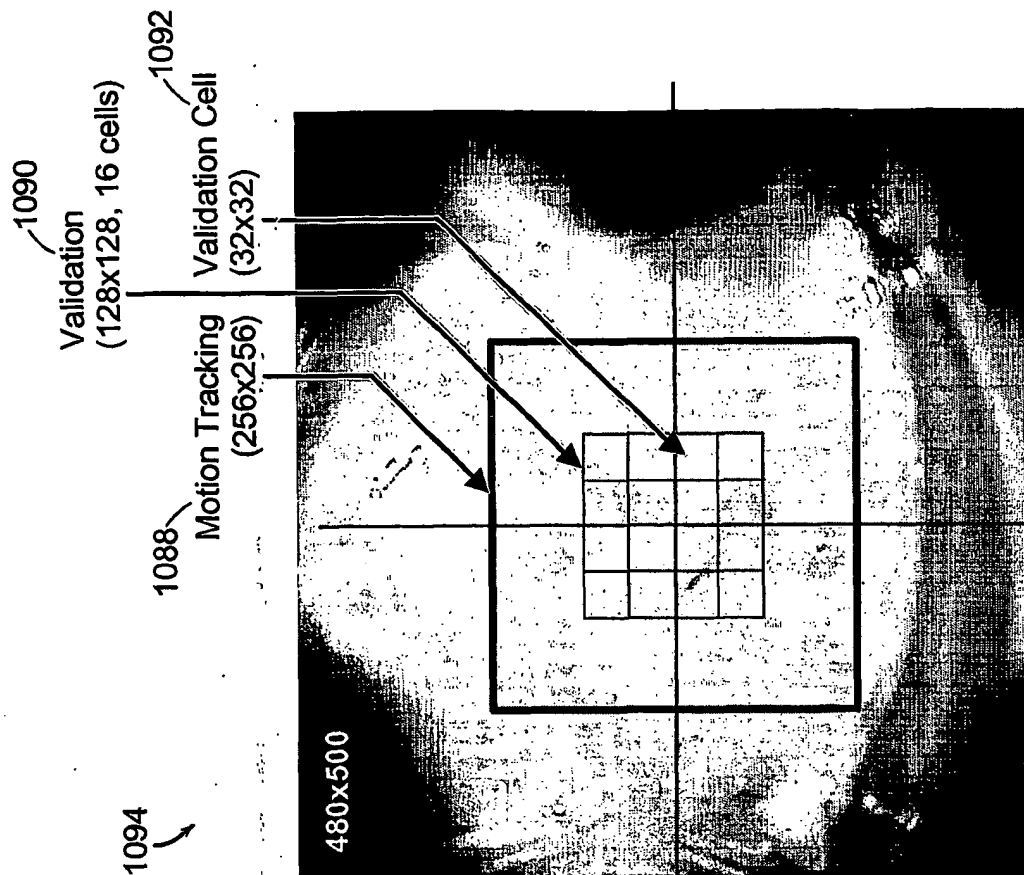 1094
1088
Motion Tracking
(256x256)
1090
Validation
(128x128, 16 cells)
1092
Validation Cell
(32x32)
480x500